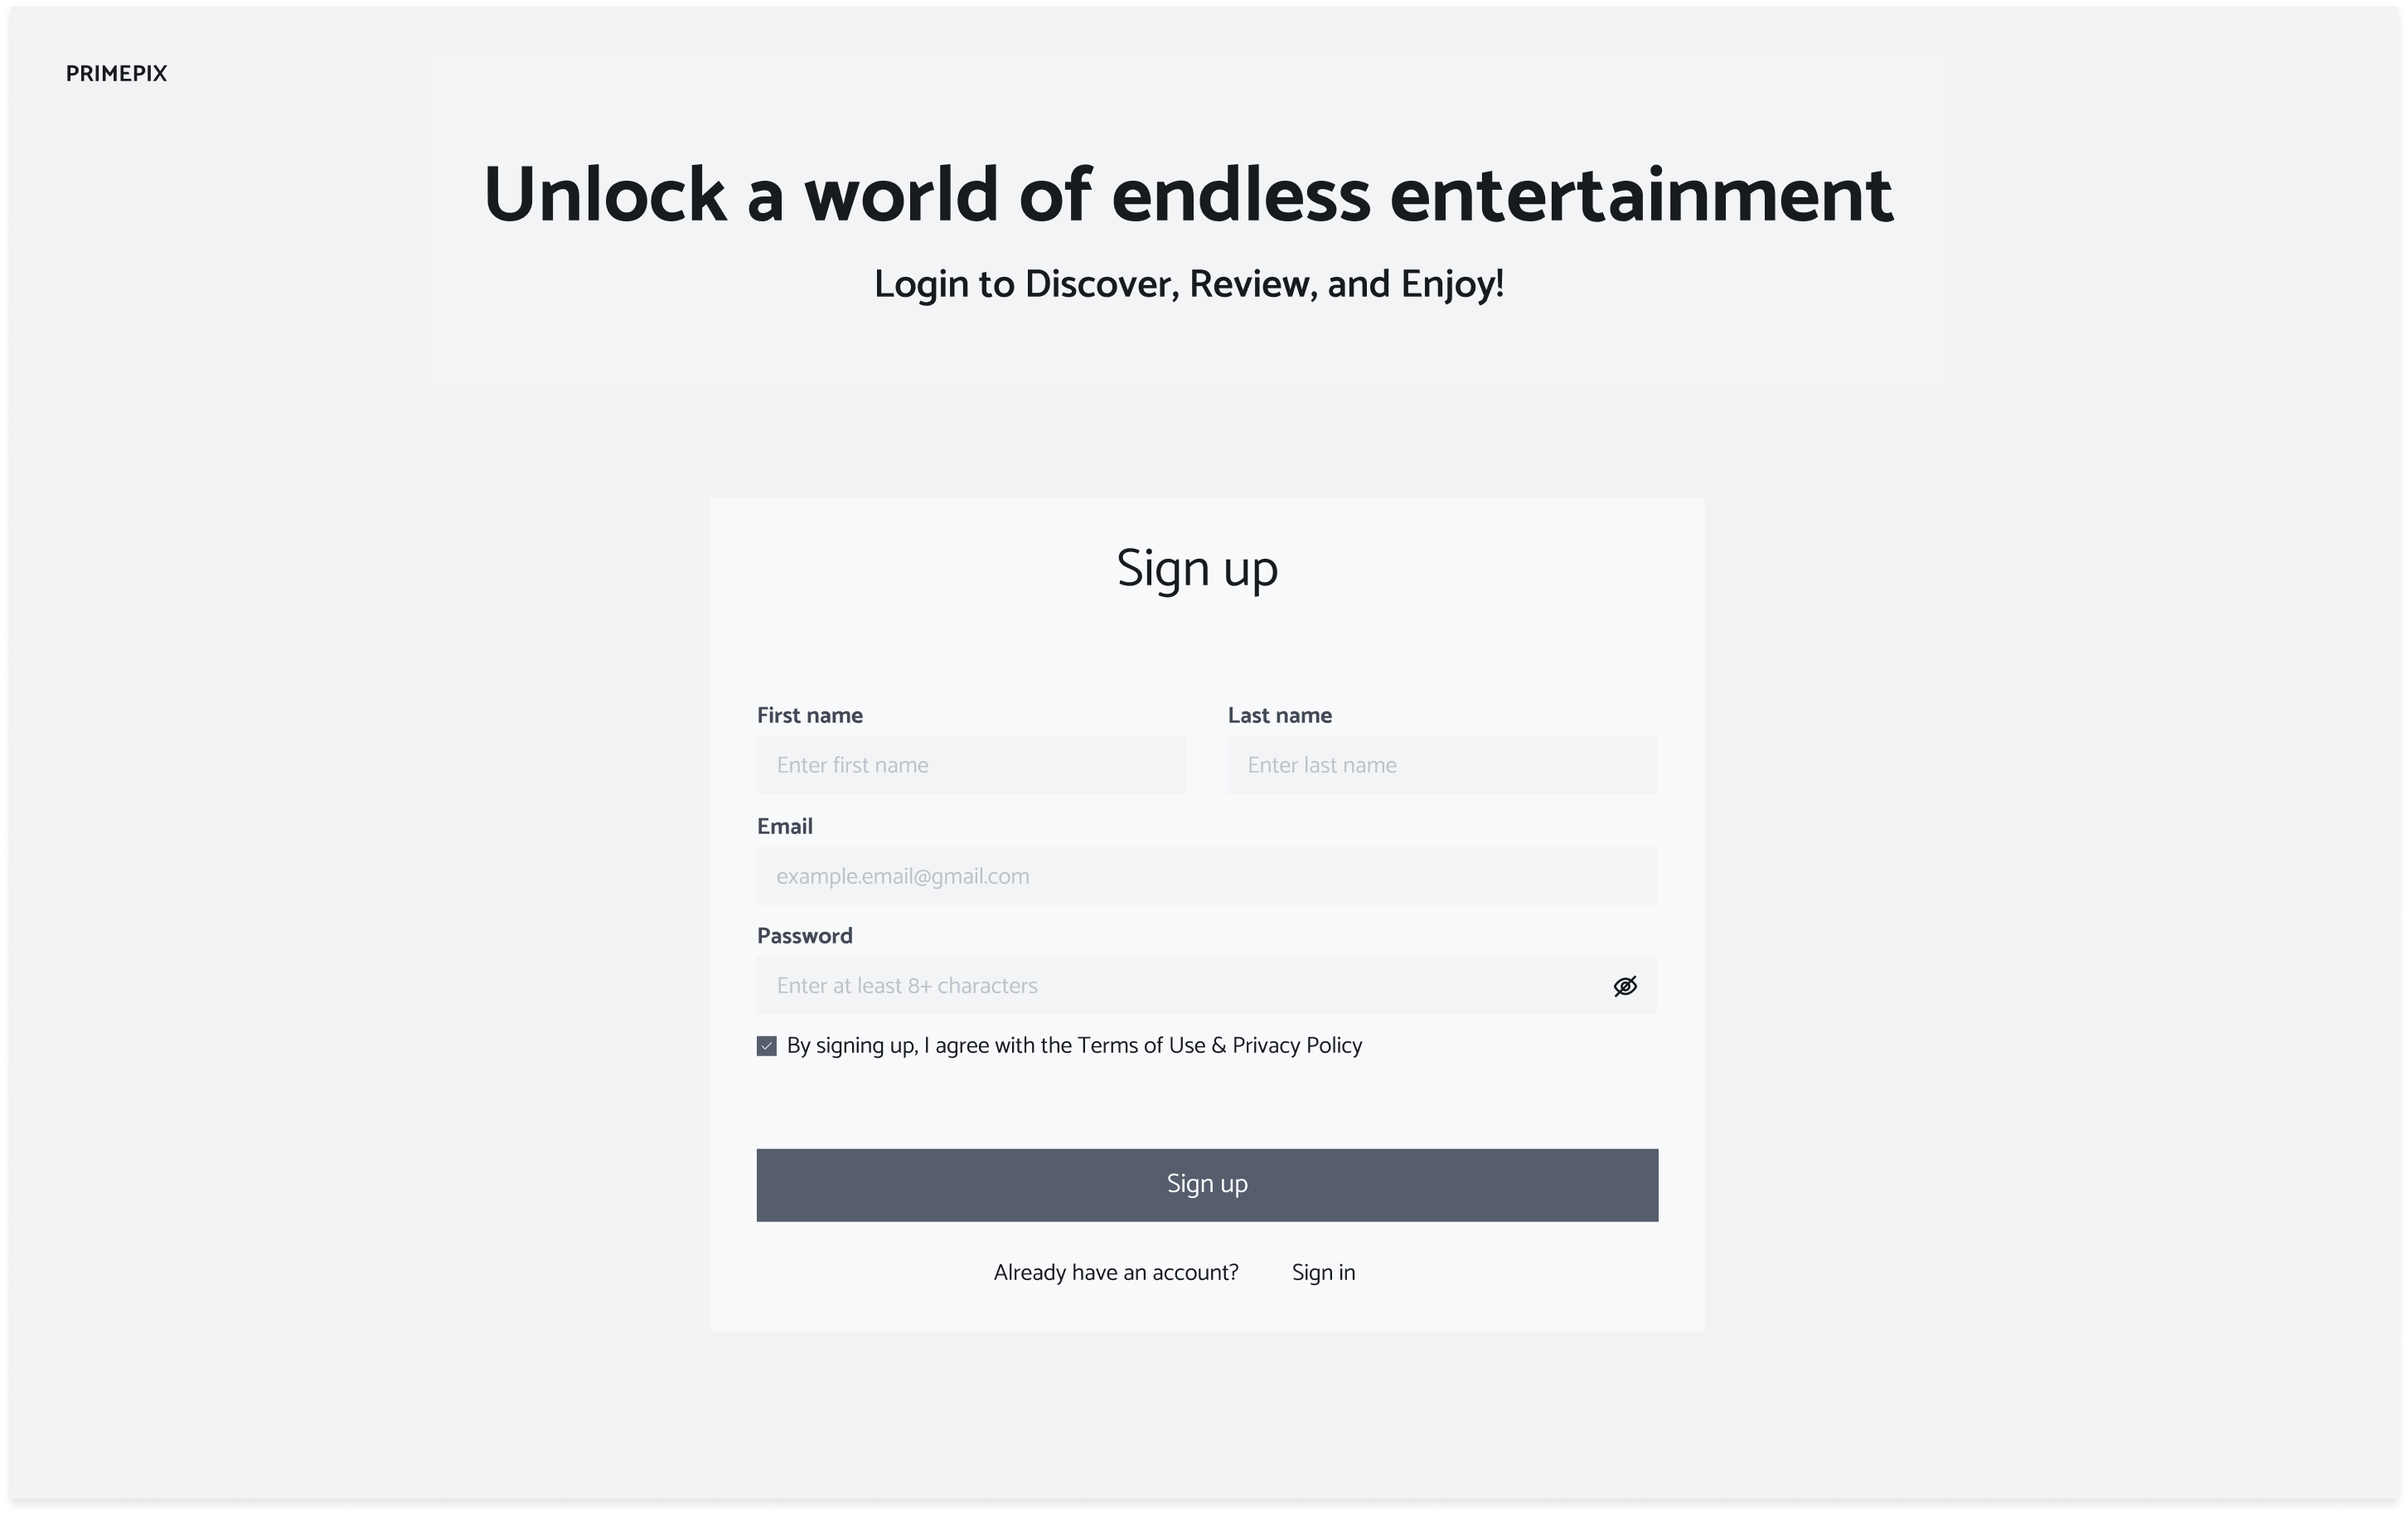 PRIMEPIX
Unlock a world of endless entertainment
Login to Discover, Review, and Enjoy!
Sign up
First name
Last name
Enter first name
Enter last name
Email
example.email@gmail.com
Password
Enter at least 8+ characters
By signing up, I agree with the Terms of Use & Privacy Policy
Sign up
Already have an account? Sign in